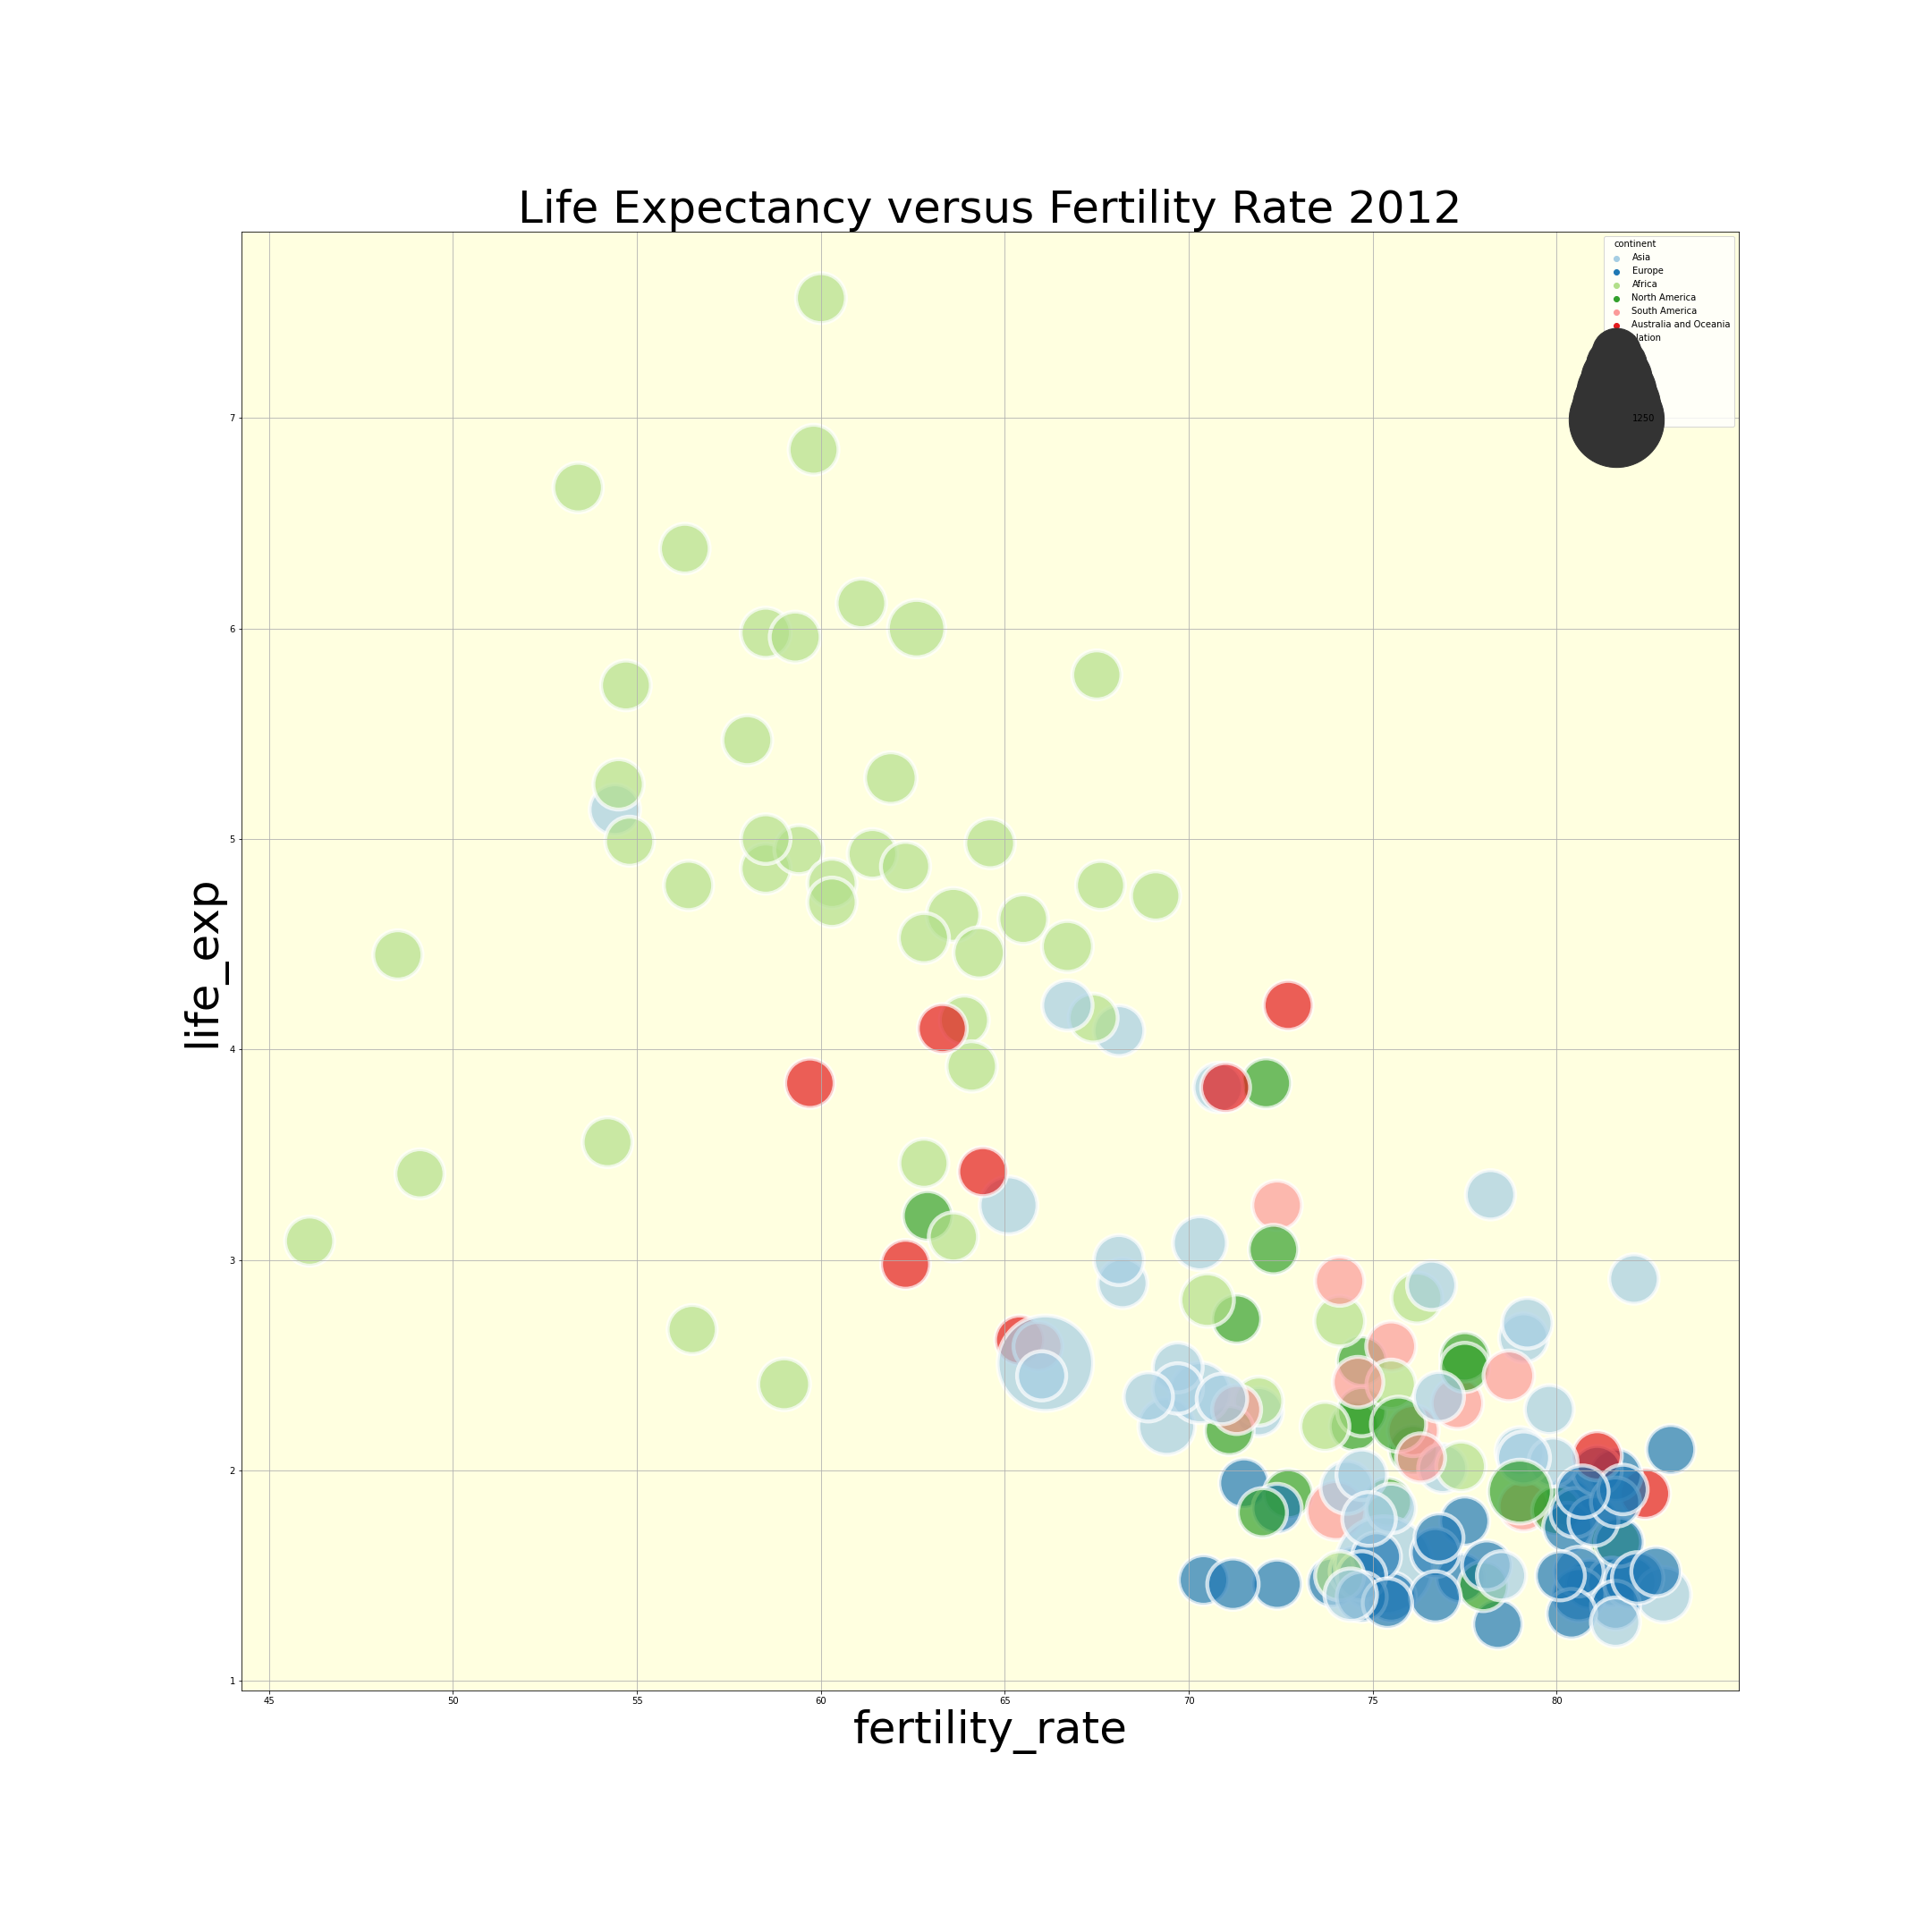 Life Expectancy versus Fertility Rate 2012
continent
Asia
Europe
Africa
North America
South America
Australia and Oceania
1250
life_exp
7
6
5
4
3
2
1
45 50 55 60 65 70 75 80
fertility_rate